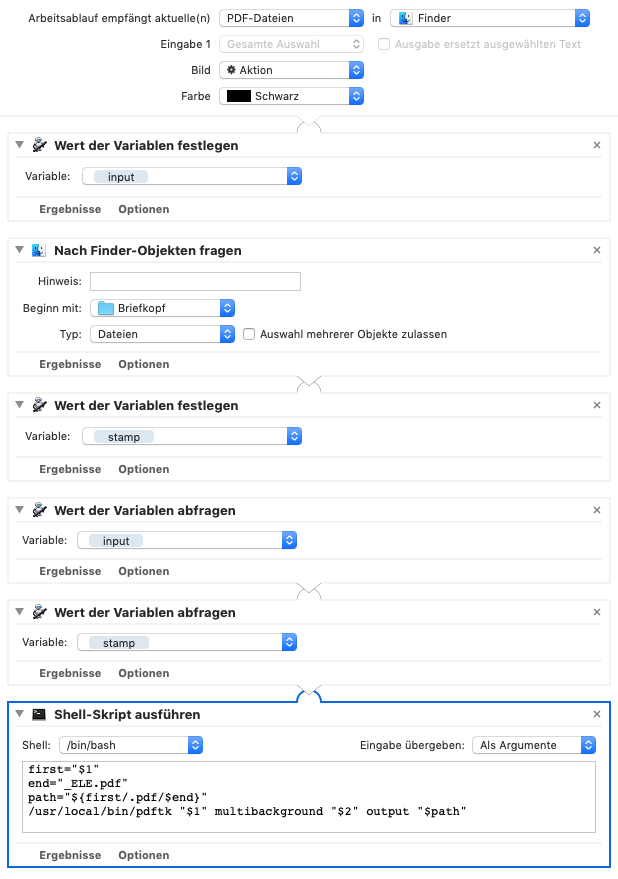 Arbeitsablauf empfängt aktuelle(n) PDF-Dateien in Finder
Eingabe 1 Gesamte Auswahl Ausgabe ersetzt ausgewählten Text
Bild Aktion
Farbe Schwarz
Wert der Variablen festlegen
Variable: input
Ergebnisse Optionen
Nach Finder-Objekten fragen
Hinweis:
Beginn mit: Briefkopf
Typ: Dateien Auswahl mehrerer Objekte zulassen
Ergebnisse Optionen
Wert der Variablen festlegen
Variable: stamp
Ergebnisse Optionen
Wert der Variablen abfragen
Variable: input
Ergebnisse Optionen
Wert der Variablen abfragen
Variable: stamp
Ergebnisse Optionen
Shell-Skript ausführen
Shell: /bin/bash Eingabe übergeben: Als Argumente
first="$1"
end="_ELE.pdf"
path="${first/.pdf/$end}"
/usr/local/bin/pdftk "$1" multibackground "$2" output "$path"
Ergebnisse Optionen